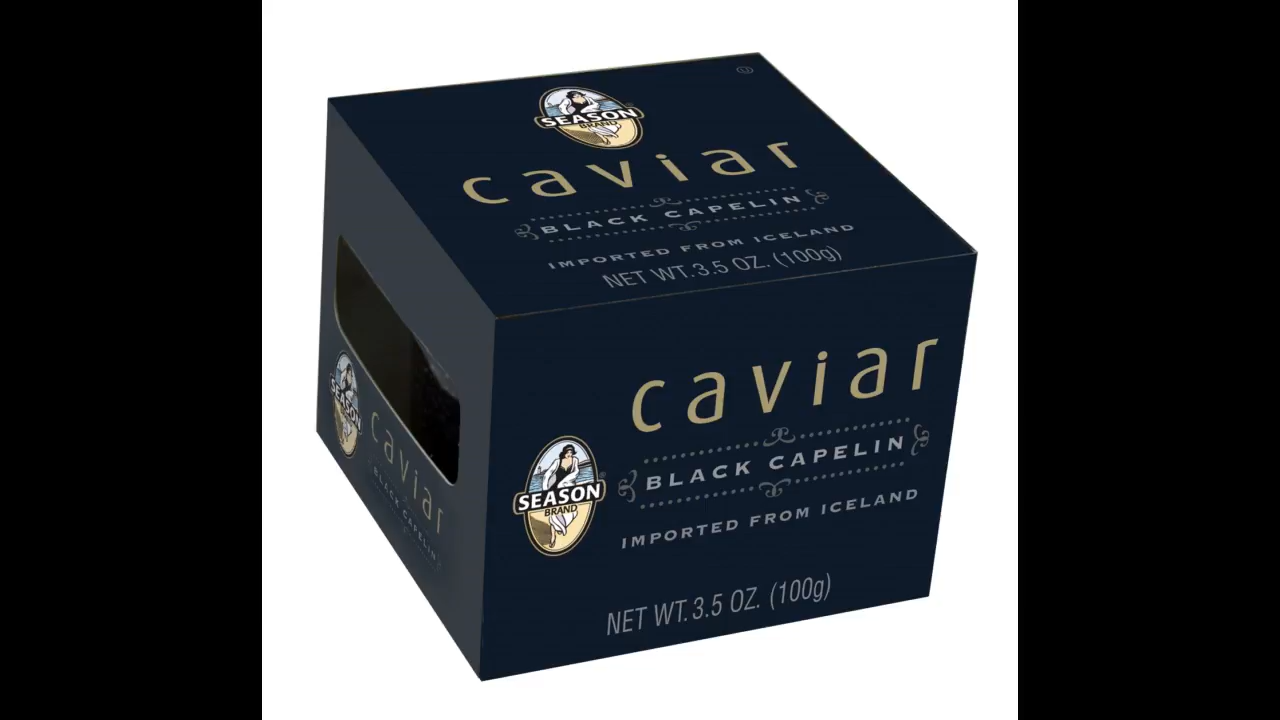 SEASON
BRAND
caviar
BLACK CAPELIN
IMPORTED FROM ICELAND
NET WT. 3.5 OZ. (100g)
caviar
BLACK CAPELIN
IMPORTED FROM ICELAND
SEASON
BRAND
NET WT. 3.5 OZ. (100g)
SEASON
caviar
BLACK CAPELIN